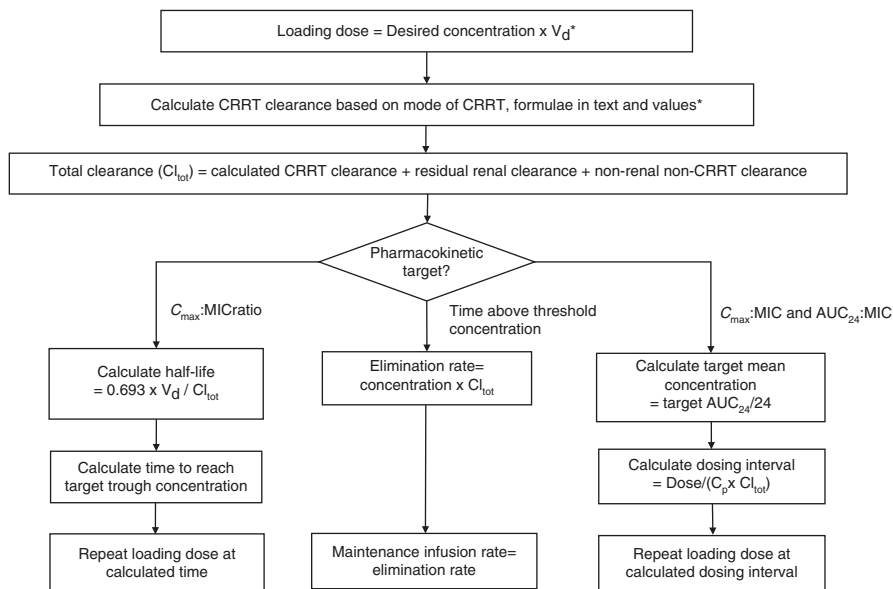 Loading dose = Desired concentration x Vd*
Calculate CRRT clearance based on mode of CRRT, formulae in text and values*
Total clearance (Cltot) = calculated CRRT clearance + residual renal clearance + non-renal non-CRRT clearance
Pharmacokinetic
target?
Cmax:MICratio
Time above threshold
concentration
Cmax:MIC and AUC24:MIC
Calculate half-life
= 0.693 x Vd / Cltot
Elimination rate=
concentration x Cltot
Calculate target mean
concentration
= target AUC24/24
Calculate time to reach
target trough concentration
Calculate dosing interval
= Dose/(Cpx Cltot)
Repeat loading dose at
calculated time
Maintenance infusion rate=
elimination rate
Repeat loading dose at
calculated dosing interval